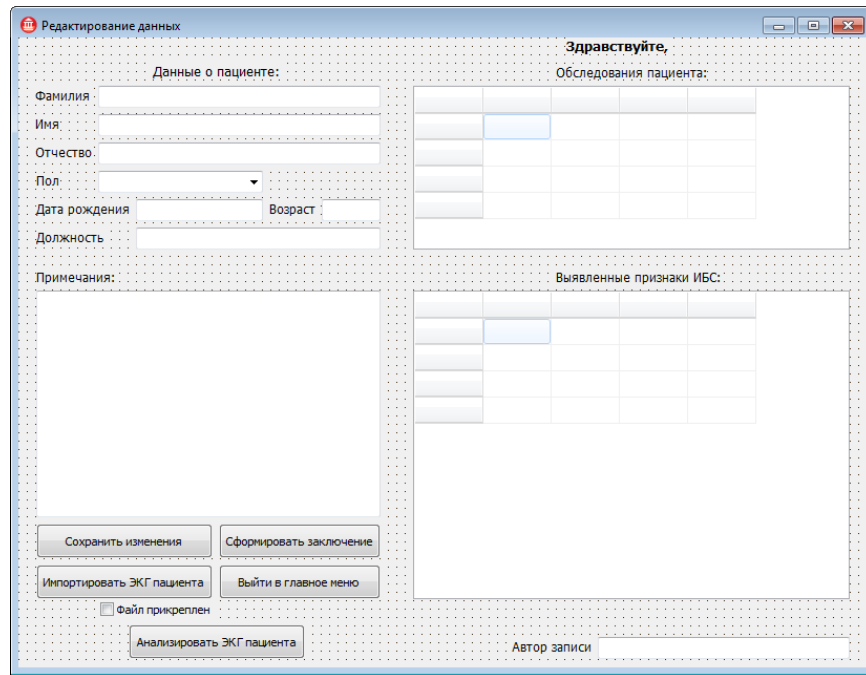 Редактирование данных
Здравствуйте,
Данные о пациенте:
Обследования пациента:
Фамилия
Имя
Отчество
Пол
Дата рождения Возраст
Должность
Примечания:
Выявленные признаки ИБС:
Сохранить изменения Сформировать заключение
Импортировать ЭКГ пациента Выйти в главное меню
Файл прикреплен
Анализировать ЭКГ пациента
Автор записи